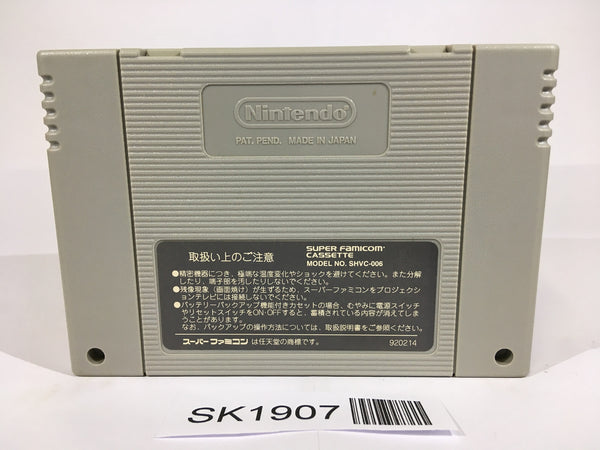 Nintendo
PAT. PEND. MADE IN JAPAN
取扱い上のご注意
SUPER FAMICOM
CASSETTE
MODEL NO. SHVC-006
●精密機器につき、極端な温度変化やショックを避けてください。また分解
したり、端子部を汚したりしないでください。
●残像現象（画面焼け）が生ずるため、スーパーファミコンをプロジェクシ
ョンテレビには接続しないでください。
●バッテリーバックアップ機能付きカセットの場合、むやみに電源スイッチ
やリセットスイッチをON・OFFすると、蓄積されている内容が消えてしま
うことがあります。
なお、バックアップの操作方法については、取扱説明書をご参照ください。
スーパーファミコンは任天堂の商標です。
920214
SK1907